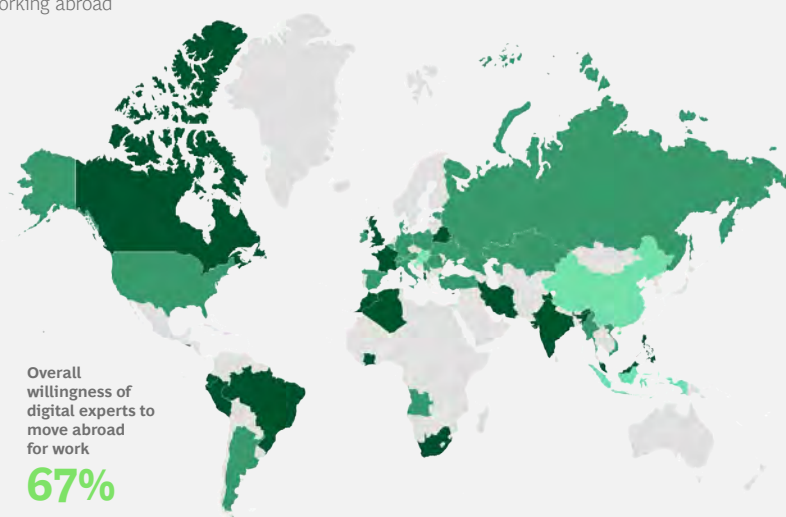 orking abroad
Overall
willingness of
digital experts to
move abroad
for work
67%